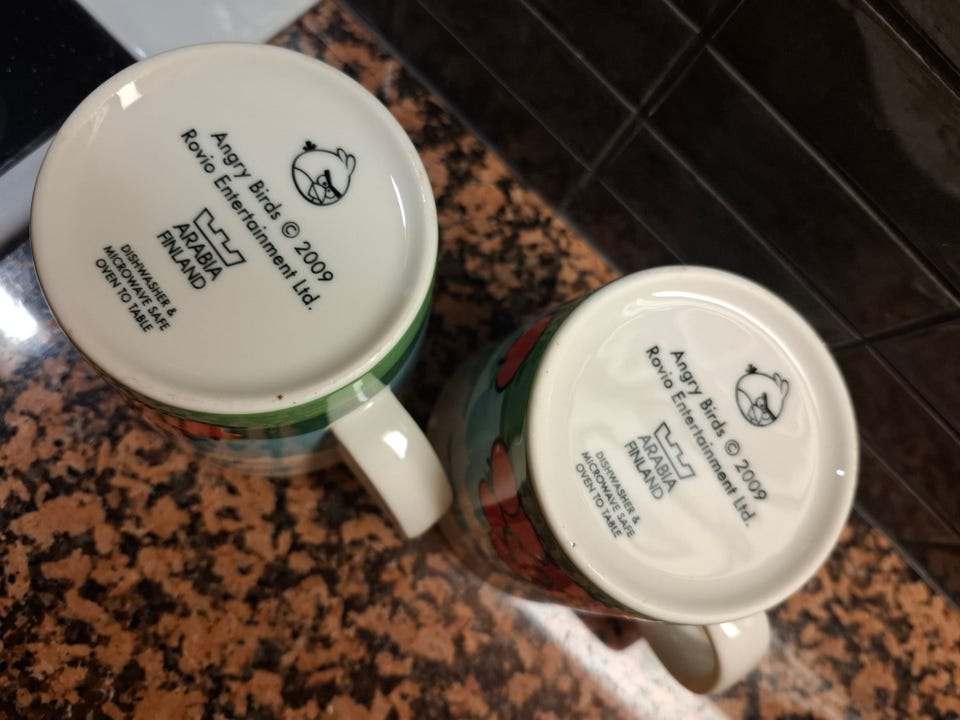 Angry Birds © 2009
Rovio Entertainment Ltd.
ARABIA
FINLAND
DISHWASHER &
MICROWAVE SAFE
OVEN TO TABLE
Angry Birds © 2009
Rovio Entertainment Ltd.
ARABIA
FINLAND
DISHWASHER &
MICROWAVE SAFE
OVEN TO TABLE